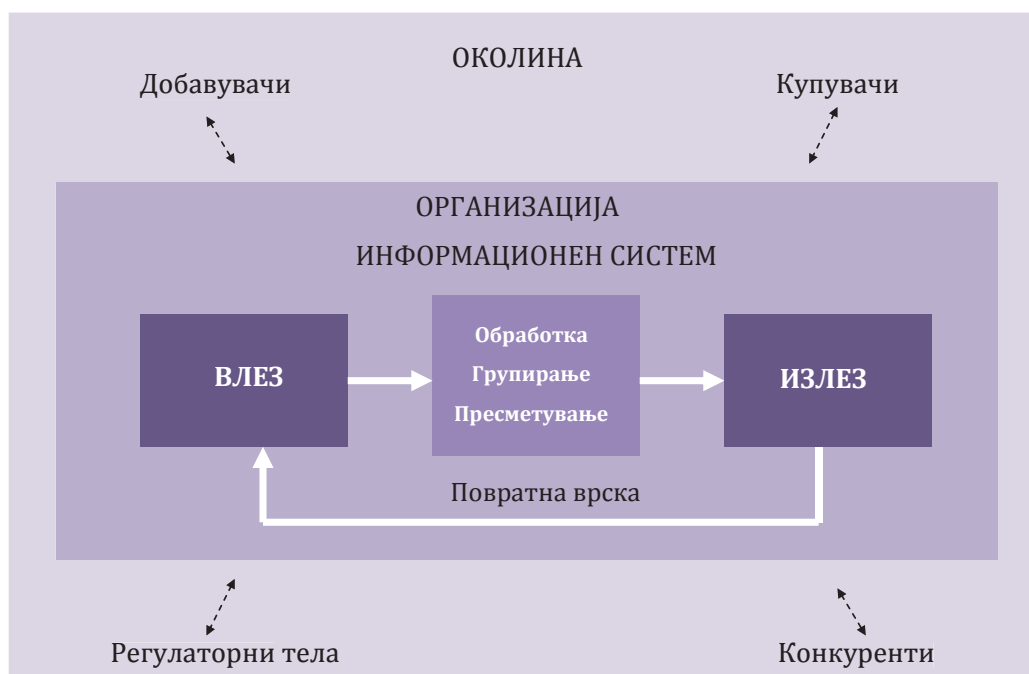 ОКОЛИНА
Добавувачи
Купувачи
ОРГАНИЗАЦИЈА
ИНФОРМАЦИОНЕН СИСТЕМ
ВЛЕЗ
Обработка
Групирање
Пресметување
ИЗЛЕЗ
Повратна врска
Регулаторни тела
Конкуренти